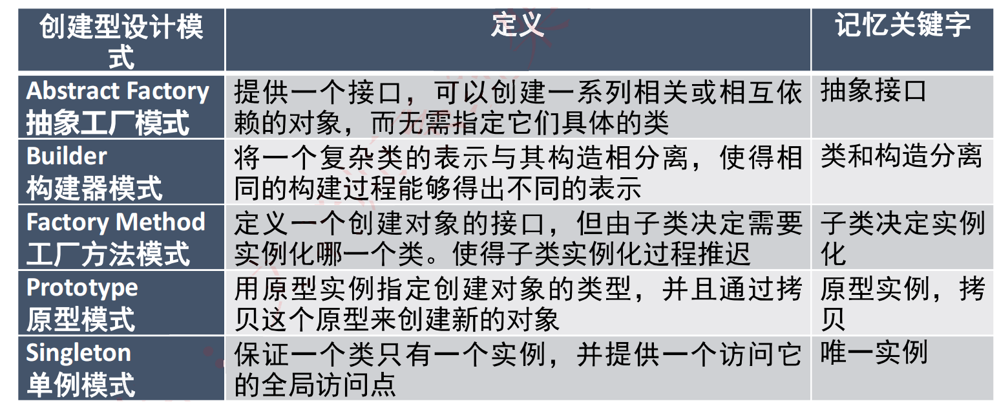 创建型设计模
式
定义
记忆关键字
Abstract Factory
抽象工厂模式
提供一个接口，可以创建一系列相关或相互依
赖的对象，而无需指定它们具体的类
抽象接口
Builder
构建器模式
将一个复杂类的表示与其构造相分离，使得相
同的构建过程能够得出不同的表示
类和构造分离
Factory Method
工厂方法模式
定义一个创建对象的接口，但由子类决定需要
实例化哪一个类。使得子类实例化过程推迟
子类决定实例
化
Prototype
原型模式
用原型实例指定创建对象的类型，并且通过拷
贝这个原型来创建新的对象
原型实例，拷
贝
Singleton
单例模式
保证一个类只有一个实例，并提供一个访问它
的全局访问点
唯一实例